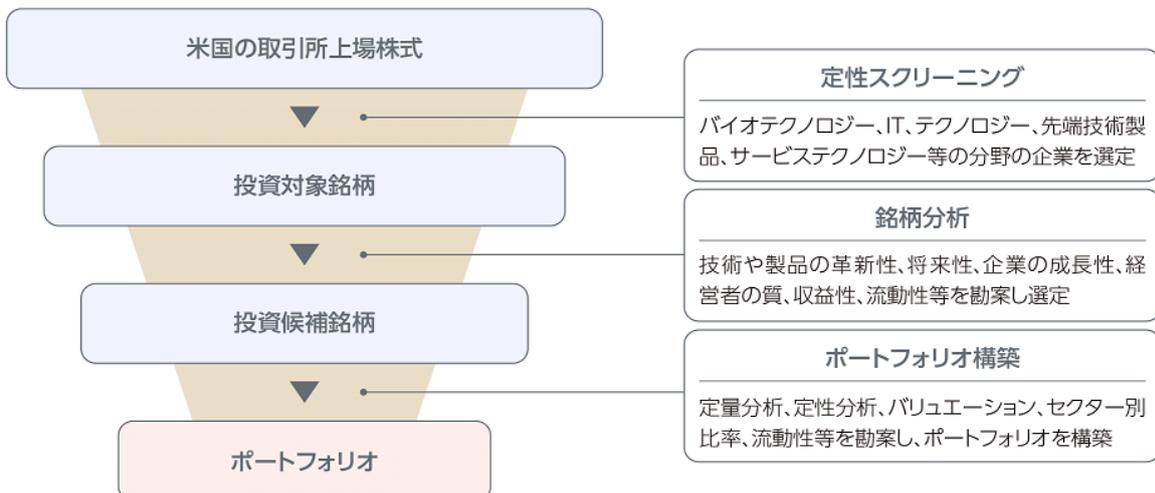 米国の取引所上場株式
定性スクリーニング
バイオテクノロジー、IT、テクノロジー、先端技術製
品、サービステクノロジー等の分野の企業を選定
投資対象銘柄
銘柄分析
技術や製品の革新性、将来性、企業の成長性、経
営者の質、収益性、流動性等を勘案し選定
投資候補銘柄
ポートフォリオ構築
定量分析、定性分析、バリュエーション、セクター別
比率、流動性等を勘案し、ポートフォリオを構築
ポートフォリオ